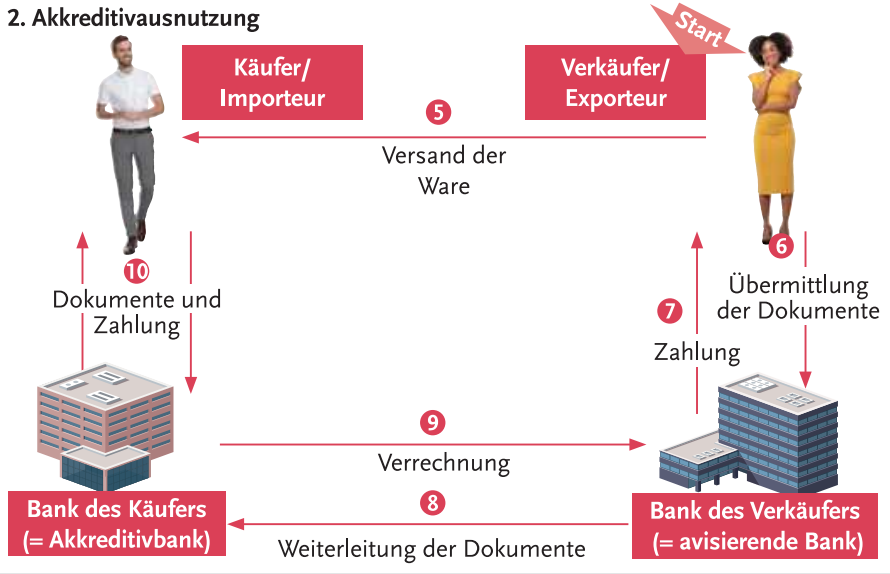 2. Akkreditivausnutzung
Start
Käufer/
Importeur
Verkäufer/
Exporteur
5
Versand der
Ware
10
Dokumente und
Zahlung
6
Übermittlung
der Dokumente
7
Zahlung
9
Verrechnung
8
Weiterleitung der Dokumente
Bank des Käufers
(= Akkreditivbank)
Bank des Verkäufers
(= avisierende Bank)